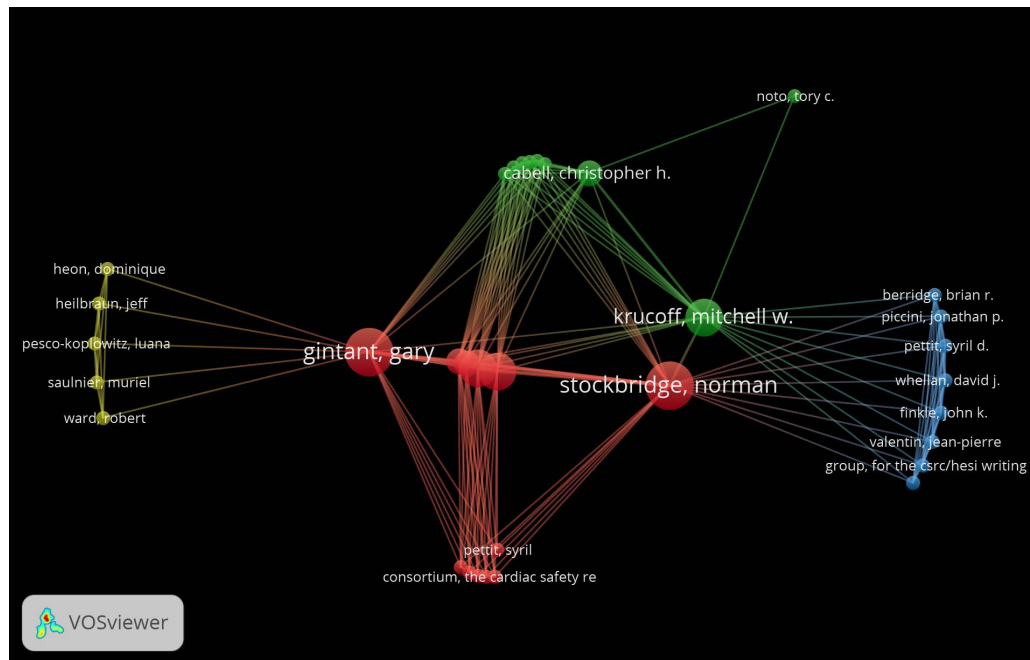 noto, tory c.
cabell, christopher h.
heon, dominique
berridge, brian r.
heilbraun, jeff
krucoff, mitchell w.
piccini, jonathan p.
pesco-koplowitz, luana
gintant, gary
pettit, syril d.
saulnier, muriel
stockbridge, norman
whellan, david j.
ward, robert
finkle, john k.
valentin, jean-pierre
group, for the csrc/hesi writing
pettit, syril
consortium, the cardiac safety re
VOSviewer